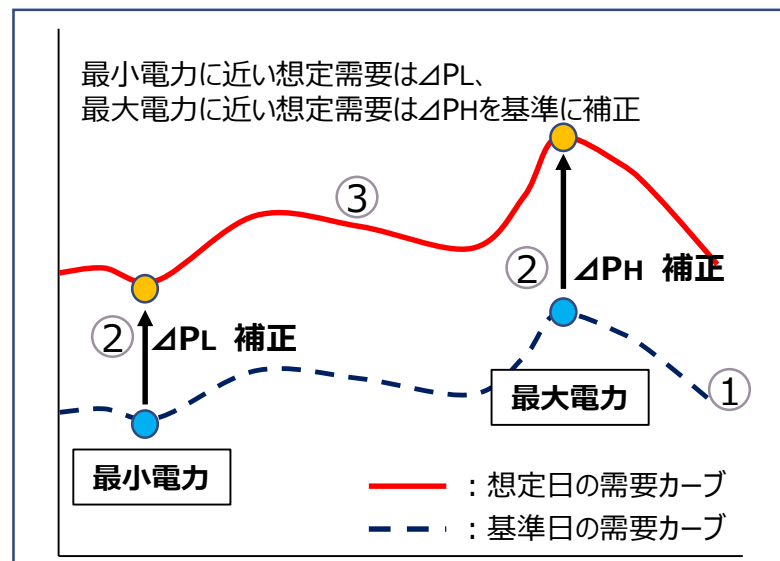 最小電力に近い想定需要は⊿PL、
最大電力に近い想定需要は⊿PHを基準に補正
③
② ⊿PH 補正
② ⊿PL 補正
①
最大電力
最小電力
：想定日の需要カーブ
：基準日の需要カーブ